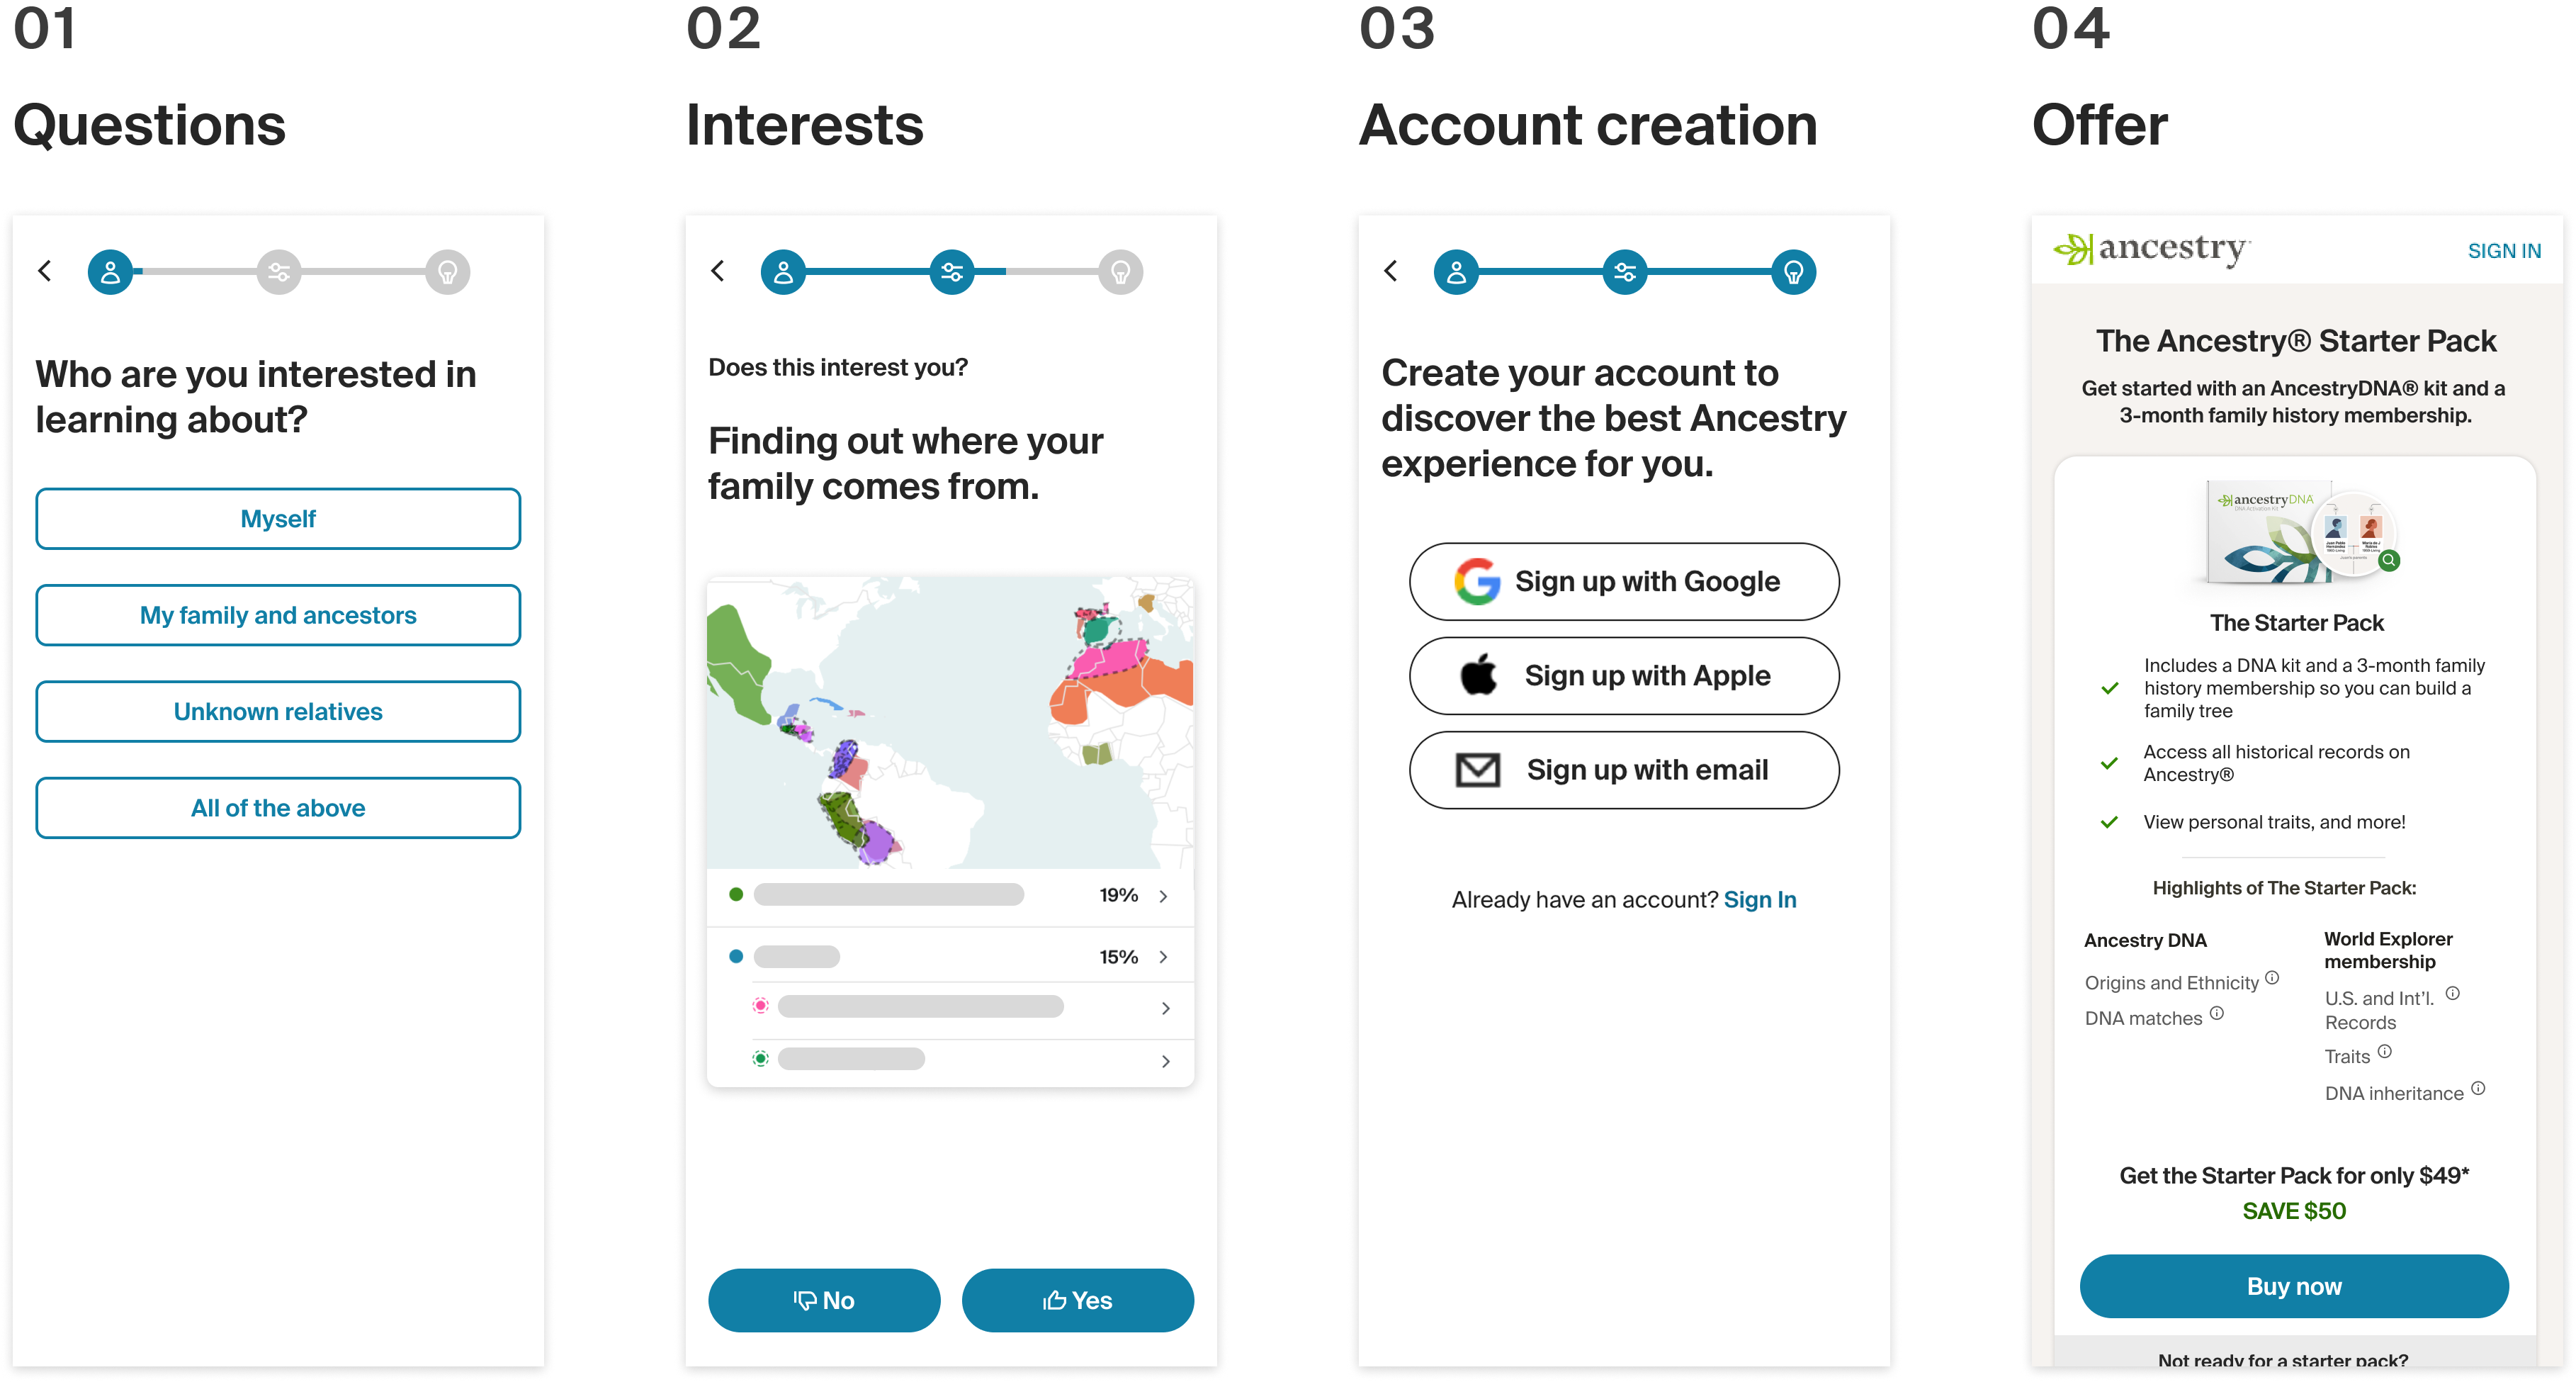 01
Questions
Who are you interested in
learning about?
Myself
My family and ancestors
Unknown relatives
All of the above
02
Interests
Does this interest you?
Finding out where your
family comes from.
19%
15%
No
Yes
03
Account creation
Create your account to
discover the best Ancestry
experience for you.
Sign up with Google
Sign up with Apple
Sign up with email
Already have an account? Sign In
04
Offer
ancestry
SIGN IN
The Ancestry® Starter Pack
Get started with an AncestryDNA® kit and a
3-month family history membership.
ancestryDNA
DNA Activation Kit
The Starter Pack
Includes a DNA kit and a 3-month family
history membership so you can build a
family tree
Access all historical records on
Ancestry®
View personal traits, and more!
Highlights of The Starter Pack:
Ancestry DNA
Origins and Ethnicity
DNA matches
World Explorer
membership
U.S. and Int'l.
Records
Traits
DNA inheritance
Get the Starter Pack for only $49*
SAVE $50
Buy now
Not ready for a starter pack?